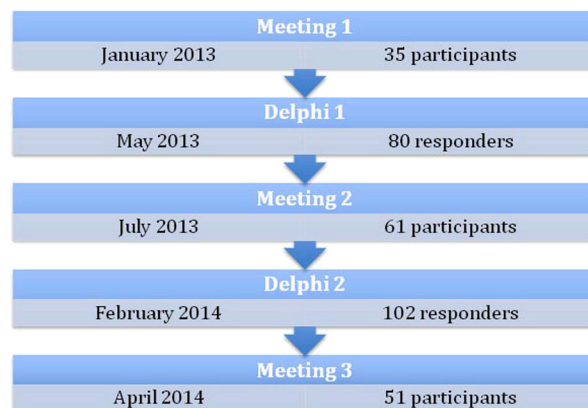 Meeting 1
January 2013 35 participants
Delphi 1
May 2013 80 responders
Meeting 2
July 2013 61 participants
Delphi 2
February 2014 102 responders
Meeting 3
April 2014 51 participants